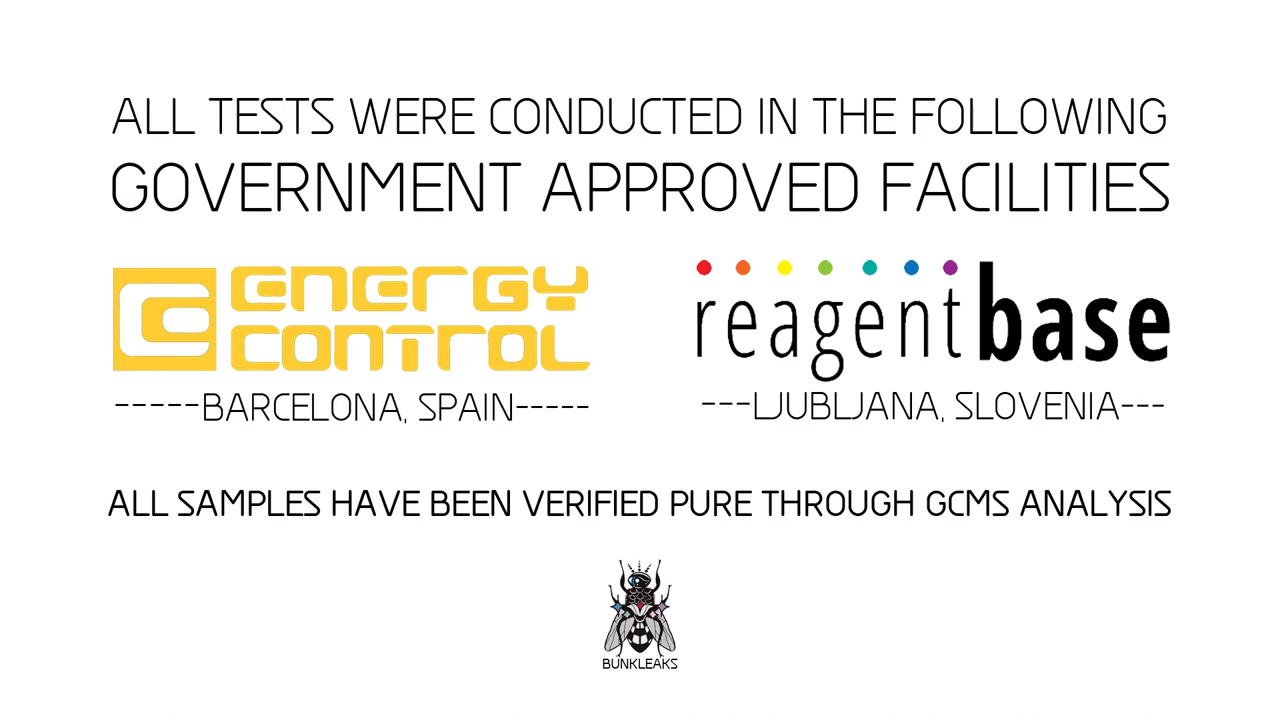 ALL TESTS WERE CONDUCTED IN THE FOLLOWING
GOVERNMENT APPROVED FACILITIES
energy control
reagentbase
-----BARCELONA, SPAIN-----
---LJUBLJANA, SLOVENIA---
ALL SAMPLES HAVE BEEN VERIFIED PURE THROUGH GCMS ANALYSIS
BUNKLEAKS